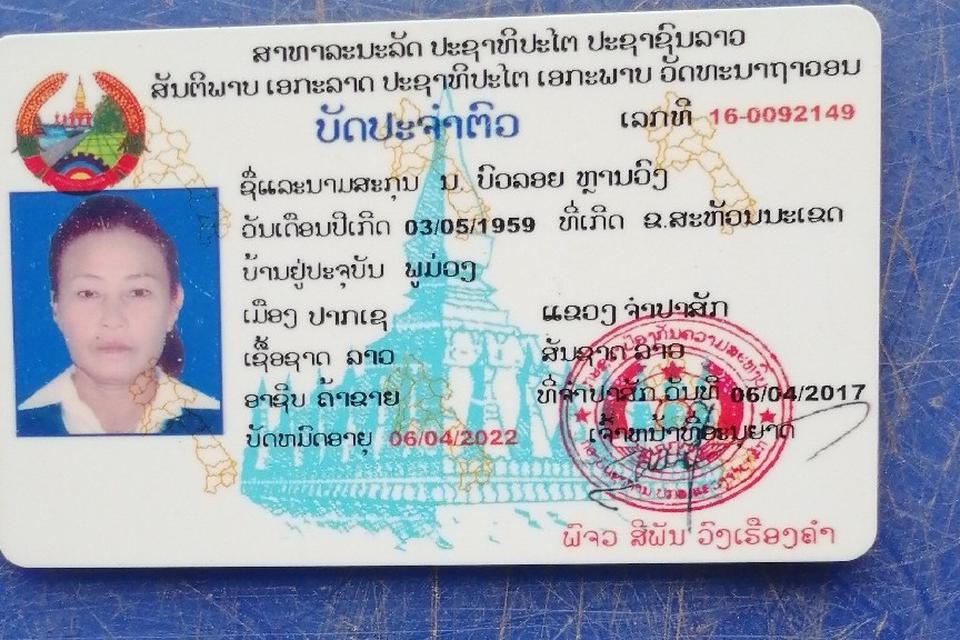 ສາທາລະນະລັດ ປະຊາທິປະໄຕ ປະຊາຊົນລາວ
ສັນຕິພາບ ເອກະລາດ ປະຊາທິປະໄຕ ເອກະພາບ ວັດທະນາຖາວອນ
ບັດປະຈຳຕົວ ເລກທີ 16-0092149
ຊື່ແລະນາມສະກຸນ ນ. ບົວລອຍ ຫຼານວົງ
ວັນເດືອນປີເກີດ 03/05/1959 ທີ່ເກີດ ຂ.ສະຫັວນນະເຂດ
ບ້ານຢູ່ປະຈຸບັນ ພູມ່ວງ
ເມືອງ ປາກເຊ ແຂວງ ຈຳປາສັກ
ເຊື້ອຊາດ ລາວ ສັນຊາດ ລາວ
ອາຊີບ ຄ້າຂາຍ ທີ່ຈຳປາສັກ ວັນທີ 06/04/2017
ບັດຫມົດອາຍຸ 06/04/2022 ເຈົ້າຫນ້າທີ່ອະນຸຍາດ
ພົຈວ ສີພັນ ວົງເຮືອງຄຳ